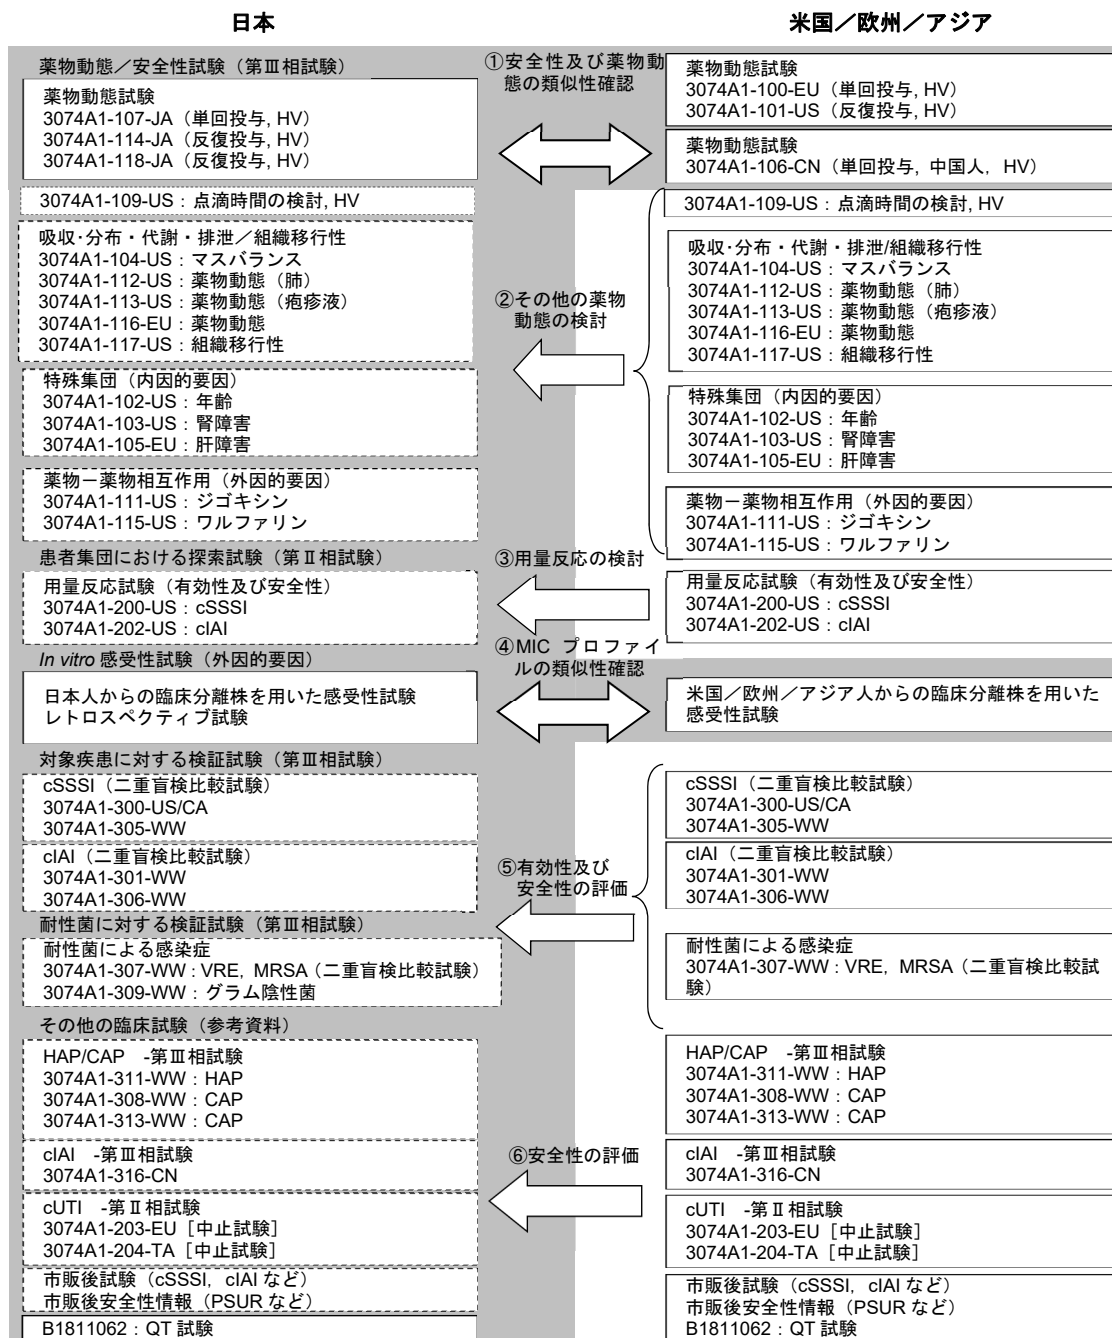 日本
米国／欧州／アジア
薬物動態／安全性試験（第Ⅲ相試験）
薬物動態試験
3074A1-107-JA（単回投与, HV）
3074A1-114-JA（反復投与, HV）
3074A1-118-JA（反復投与, HV）
①安全性及び薬物動
態の類似性確認
薬物動態試験
3074A1-100-EU（単回投与, HV）
3074A1-101-US（反復投与, HV）
薬物動態試験
3074A1-106-CN（単回投与, 中国人, HV）
3074A1-109-US：点滴時間の検討, HV
3074A1-109-US：点滴時間の検討, HV
吸収･分布・代謝・排泄／組織移行性
3074A1-104-US：マスバランス
3074A1-112-US：薬物動態（肺）
3074A1-113-US：薬物動態（疱疹液）
3074A1-116-EU：薬物動態
3074A1-117-US：組織移行性
②その他の薬物
動態の検討
吸収･分布・代謝・排泄/組織移行性
3074A1-104-US：マスバランス
3074A1-112-US：薬物動態（肺）
3074A1-113-US：薬物動態（疱疹液）
3074A1-116-EU：薬物動態
3074A1-117-US：組織移行性
特殊集団（内因的要因）
3074A1-102-US：年齢
3074A1-103-US：腎障害
3074A1-105-EU：肝障害
特殊集団（内因的要因）
3074A1-102-US：年齢
3074A1-103-US：腎障害
3074A1-105-EU：肝障害
薬物－薬物相互作用（外因的要因）
3074A1-111-US：ジゴキシン
3074A1-115-US：ワルファリン
薬物－薬物相互作用（外因的要因）
3074A1-111-US：ジゴキシン
3074A1-115-US：ワルファリン
患者集団における探索試験（第Ⅱ相試験）
用量反応試験（有効性及び安全性）
3074A1-200-US：cSSSI
3074A1-202-US：cIAI
③用量反応の検討
用量反応試験（有効性及び安全性）
3074A1-200-US：cSSSI
3074A1-202-US：cIAI
In vitro 感受性試験（外因的要因）
日本人からの臨床分離株を用いた感受性試験
レトロスペクティブ試験
④MIC プロファイ
ルの類似性確認
米国／欧州／アジア人からの臨床分離株を用いた
感受性試験
対象疾患に対する検証試験（第Ⅲ相試験）
cSSSI（二重盲検比較試験）
3074A1-300-US/CA
3074A1-305-WW
cSSSI（二重盲検比較試験）
3074A1-300-US/CA
3074A1-305-WW
cIAI（二重盲検比較試験）
3074A1-301-WW
3074A1-306-WW
⑤有効性及び
安全性の評価
cIAI（二重盲検比較試験）
3074A1-301-WW
3074A1-306-WW
耐性菌に対する検証試験（第Ⅲ相試験）
耐性菌による感染症
3074A1-307-WW：VRE, MRSA（二重盲検比較試験）
3074A1-309-WW：グラム陰性菌
耐性菌による感染症
3074A1-307-WW：VRE, MRSA（二重盲検比較試
験）
その他の臨床試験（参考資料）
HAP/CAP -第Ⅲ相試験
3074A1-311-WW：HAP
3074A1-308-WW：CAP
3074A1-313-WW：CAP
HAP/CAP -第Ⅲ相試験
3074A1-311-WW：HAP
3074A1-308-WW：CAP
3074A1-313-WW：CAP
cIAI -第Ⅲ相試験
3074A1-316-CN
⑥安全性の評価
cIAI -第Ⅲ相試験
3074A1-316-CN
cUTI -第Ⅱ相試験
3074A1-203-EU［中止試験］
3074A1-204-TA［中止試験］
cUTI -第Ⅱ相試験
3074A1-203-EU［中止試験］
3074A1-204-TA［中止試験］
市販後試験（cSSSI, cIAI など）
市販後安全性情報（PSUR など）
B1811062：QT 試験
市販後試験（cSSSI, cIAI など）
市販後安全性情報（PSUR など）
B1811062：QT 試験